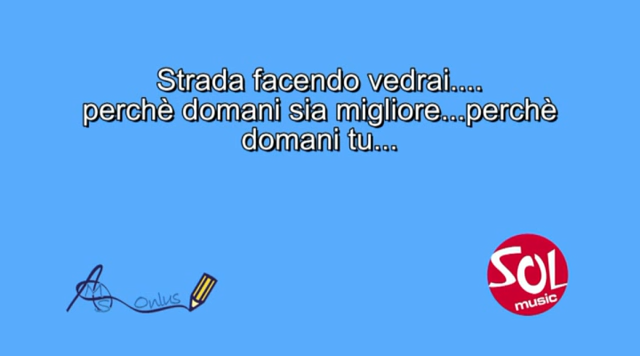 Strada facendo vedrai....
perchè domani sia migliore...perchè
domani tu...
onlus
SOL
music